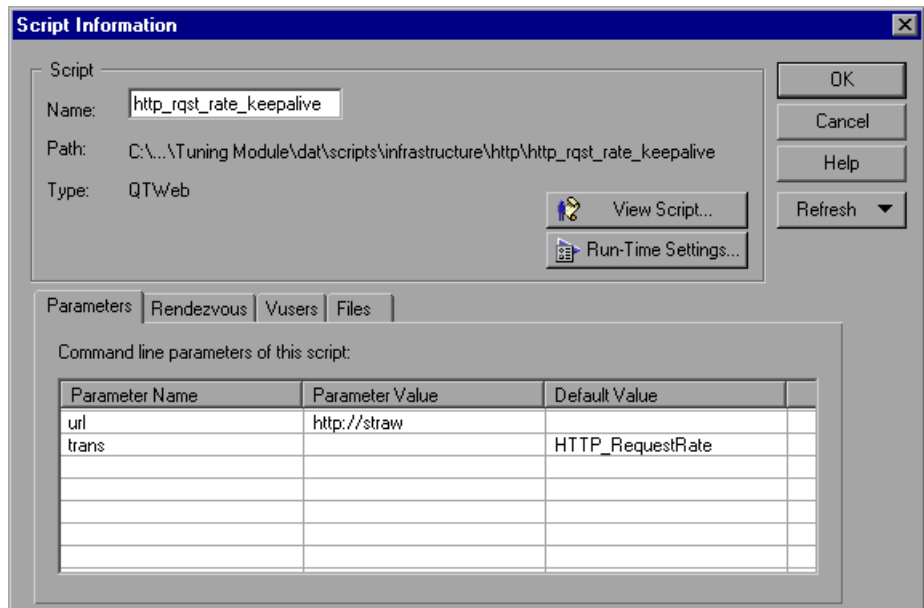 Script Information
Script
Name: http_rqst_rate_keepalive
Path: C:\...\Tuning Module\dat\scripts\infrastructure\http\http_rqst_rate_keepalive
Type: QTWeb
View Script...
Run-Time Settings...
OK
Cancel
Help
Refresh
Parameters Rendezvous Vusers Files
Command line parameters of this script:
Parameter Name Parameter Value Default Value
url http://straw
trans HTTP_RequestRate